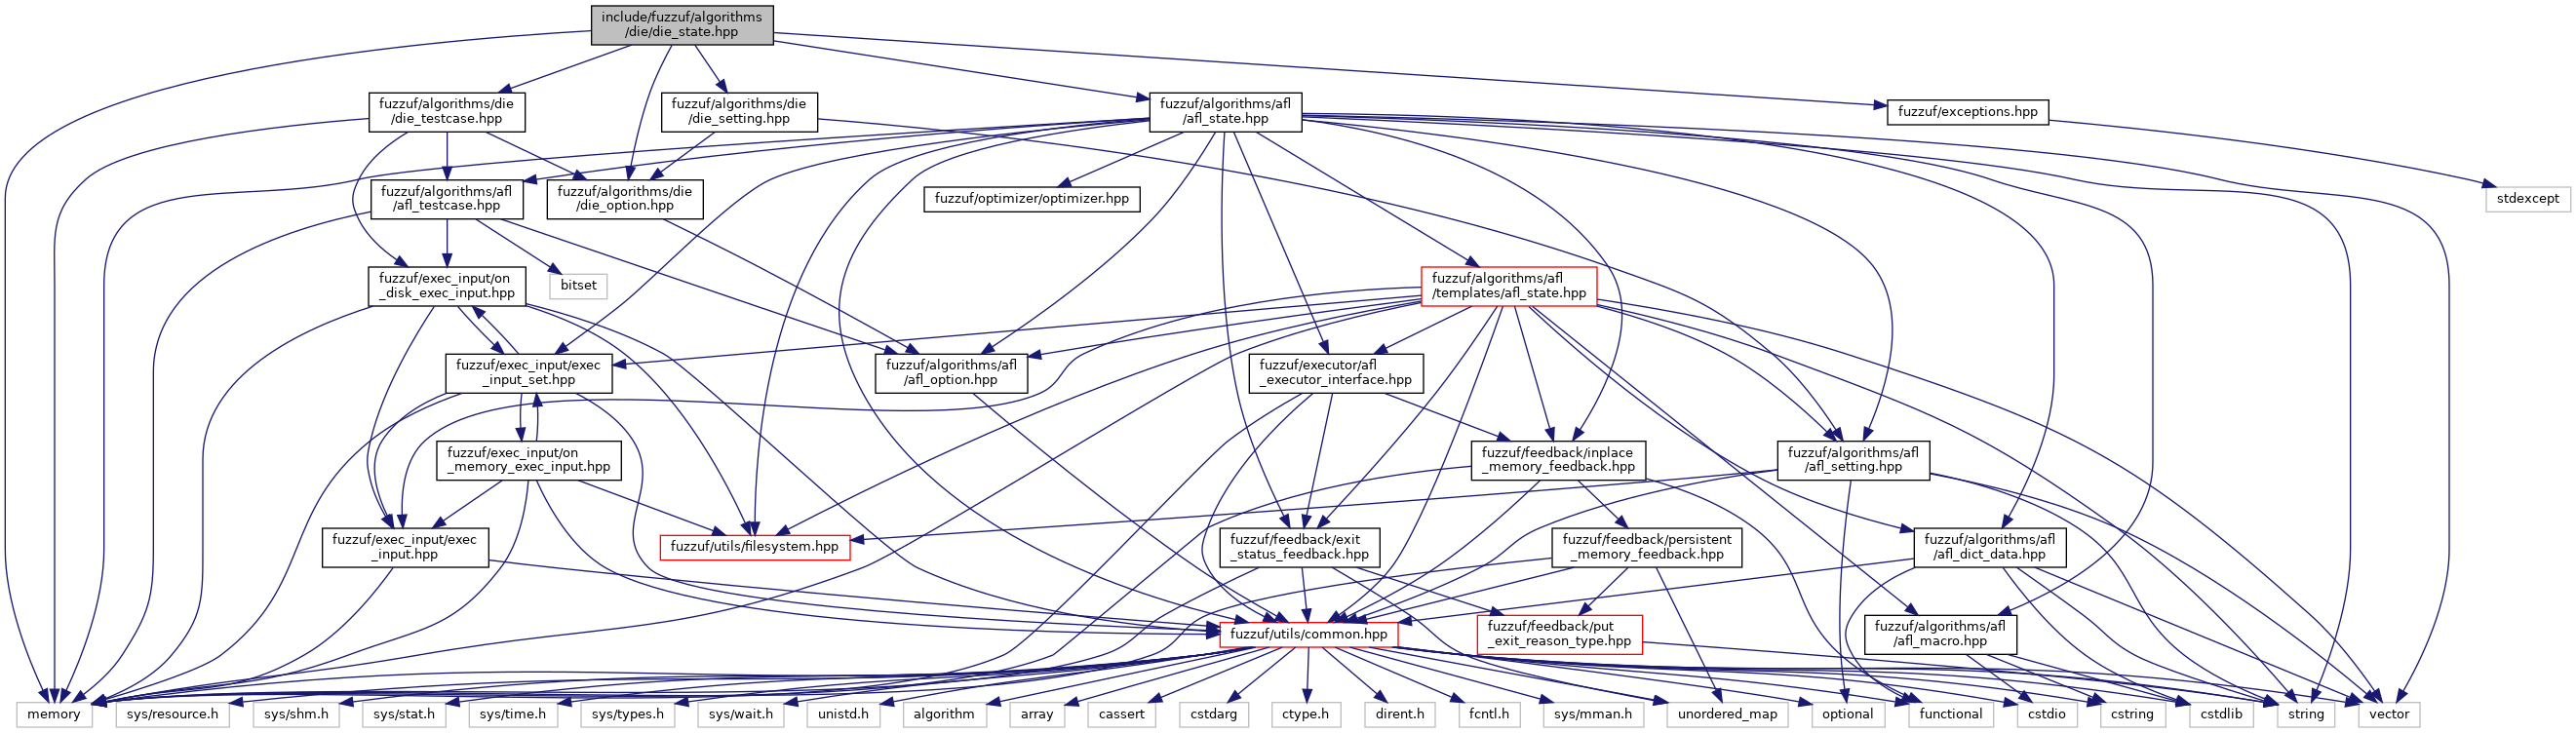 include/fuzzuf/algorithms
/die/die_state.hpp
fuzzuf/algorithms/die
/die_testcase.hpp
fuzzuf/algorithms/die
/die_setting.hpp
fuzzuf/algorithms/afl
/afl_state.hpp
fuzzuf/exceptions.hpp
fuzzuf/algorithms/afl
/afl_testcase.hpp
fuzzuf/algorithms/die
/die_option.hpp
fuzzuf/optimizer/optimizer.hpp
stdexcept
fuzzuf/exec_input/on
_disk_exec_input.hpp
bitset
fuzzuf/algorithms/afl
/templates/afl_state.hpp
fuzzuf/exec_input/exec
_input_set.hpp
fuzzuf/algorithms/afl
/afl_option.hpp
fuzzuf/executor/afl
_executor_interface.hpp
fuzzuf/exec_input/on
_memory_exec_input.hpp
fuzzuf/feedback/inplace
_memory_feedback.hpp
fuzzuf/algorithms/afl
/afl_setting.hpp
fuzzuf/exec_input/exec
_input.hpp
fuzzuf/utils/filesystem.hpp
fuzzuf/feedback/exit
_status_feedback.hpp
fuzzuf/feedback/persistent
_memory_feedback.hpp
fuzzuf/algorithms/afl
/afl_dict_data.hpp
fuzzuf/utils/common.hpp
fuzzuf/feedback/put
_exit_reason_type.hpp
fuzzuf/algorithms/afl
/afl_macro.hpp
memory
sys/resource.h
sys/shm.h
sys/stat.h
sys/time.h
sys/types.h
sys/wait.h
unistd.h
algorithm
array
cassert
cstdarg
ctype.h
dirent.h
fcntl.h
sys/mman.h
unordered_map
optional
functional
cstdio
cstring
cstdlib
string
vector